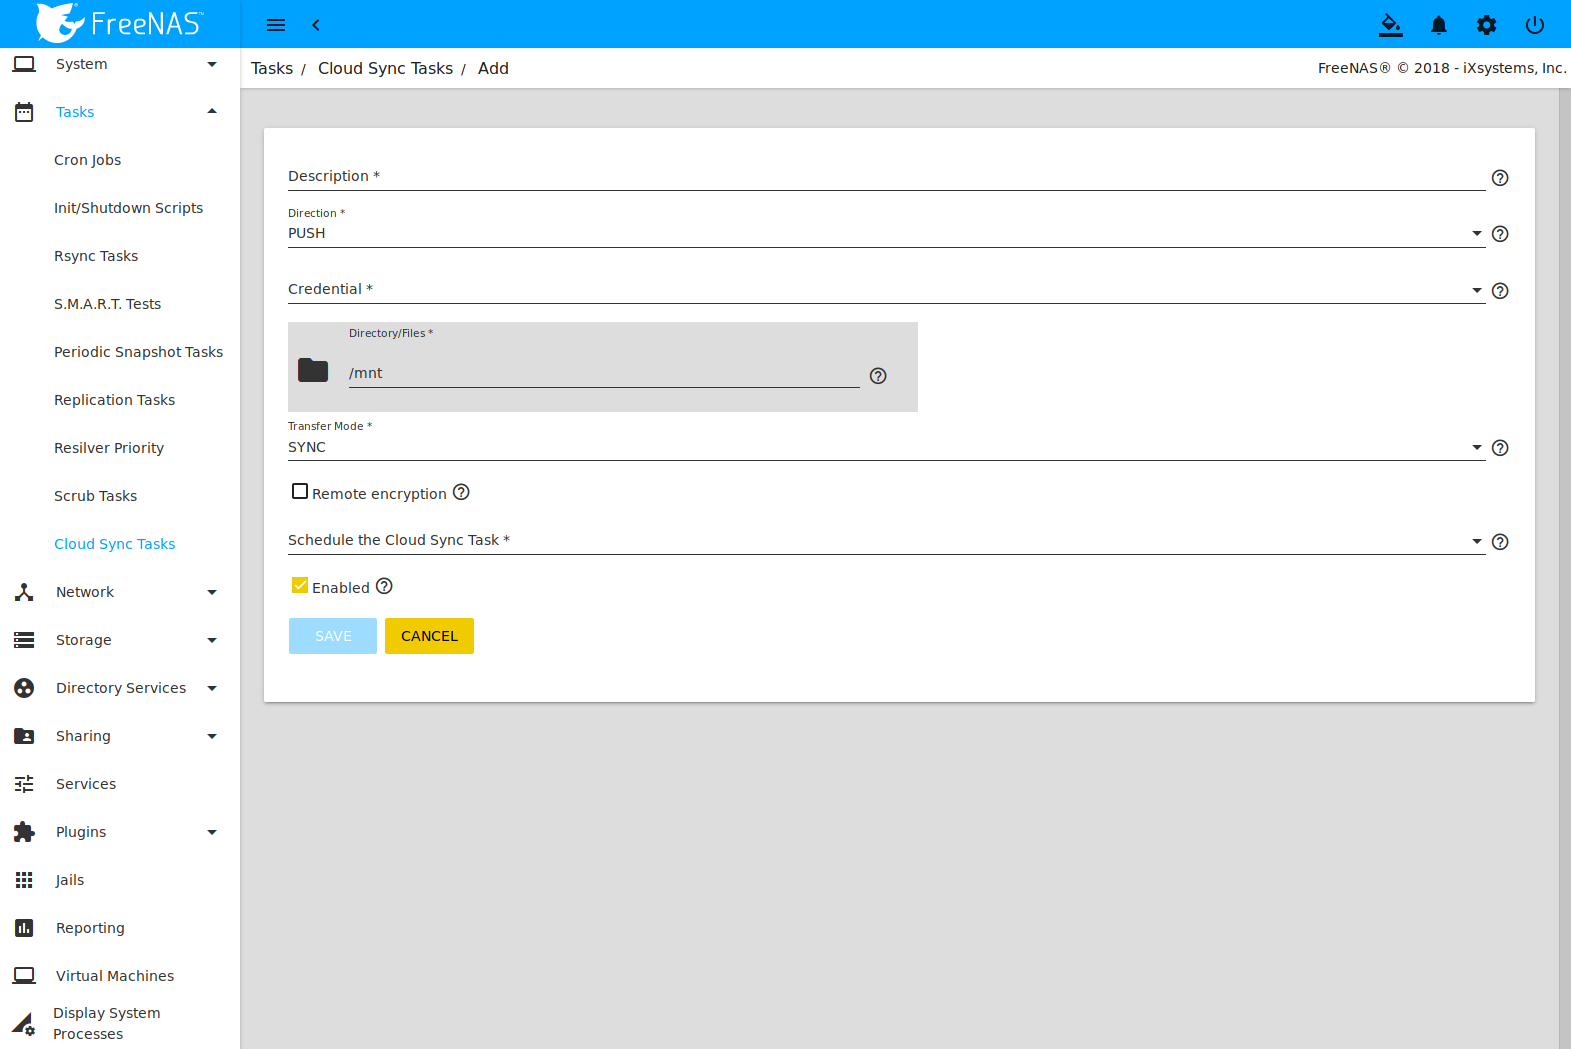 FreeNAS™
System
Tasks
Cron Jobs
Init/Shutdown Scripts
Rsync Tasks
S.M.A.R.T. Tests
Periodic Snapshot Tasks
Replication Tasks
Resilver Priority
Scrub Tasks
Cloud Sync Tasks
Network
Storage
Directory Services
Sharing
Services
Plugins
Jails
Reporting
Virtual Machines
Display System
Processes
Tasks / Cloud Sync Tasks / Add
FreeNAS® © 2018 - iXsystems, Inc.
Description *
Direction *
PUSH
Credential *
Directory/Files *
/mnt
Transfer Mode *
SYNC
Remote encryption
Schedule the Cloud Sync Task *
Enabled
SAVE CANCEL